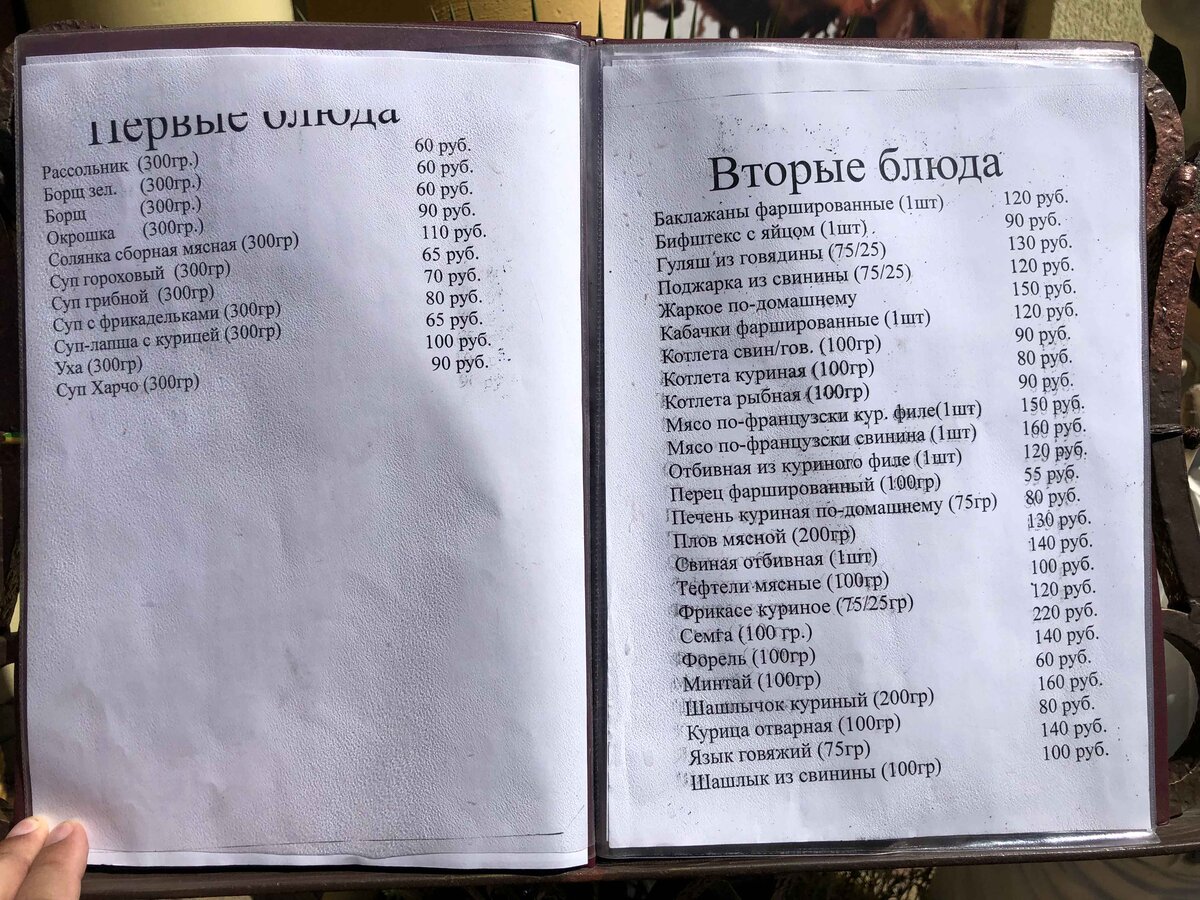 Первые блюда
Рассольник (300гр.) 60 руб.
Борщ зел. (300гр.) 60 руб.
Борщ (300гр.) 60 руб.
Окрошка (300гр.) 90 руб.
Солянка сборная мясная (300гр) 110 руб.
Суп гороховый (300гр) 65 руб.
Суп грибной (300гр) 70 руб.
Суп с фрикадельками (300гр) 80 руб.
Суп-лапша с курицей (300гр) 65 руб.
Уха (300гр) 100 руб.
Суп Харчо (300гр) 90 руб.
Вторые блюда
Баклажаны фаршированные (1шт) 120 руб.
Бифштекс с яйцом (1шт) 90 руб.
Гуляш из говядины (75/25) 130 руб.
Поджарка из свинины (75/25) 120 руб.
Жаркое по-домашнему 150 руб.
Кабачки фаршированные (1шт) 120 руб.
Котлета свин/гов. (100гр) 90 руб.
Котлета куриная (100гр) 80 руб.
Котлета рыбная (100гр) 90 руб.
Мясо по-французски кур. филе(1шт) 150 руб.
Мясо по-французски свинина (1шт) 160 руб.
Отбивная из куриного филе (1шт) 120 руб.
Перец фаршированный (100гр) 55 руб.
Печень куриная по-домашнему (75гр) 80 руб.
Плов мясной (200гр) 130 руб.
Свиная отбивная (1шт) 140 руб.
Тефтели мясные (100гр) 100 руб.
Фрикасе куриное (75/25гр) 120 руб.
Семга (100 гр.) 220 руб.
Форель (100гр) 140 руб.
Минтай (100гр) 60 руб.
Шашлычок куриный (200гр) 160 руб.
Курица отварная (100гр) 80 руб.
Язык говяжий (75гр) 140 руб.
Шашлык из свинины (100гр) 100 руб.